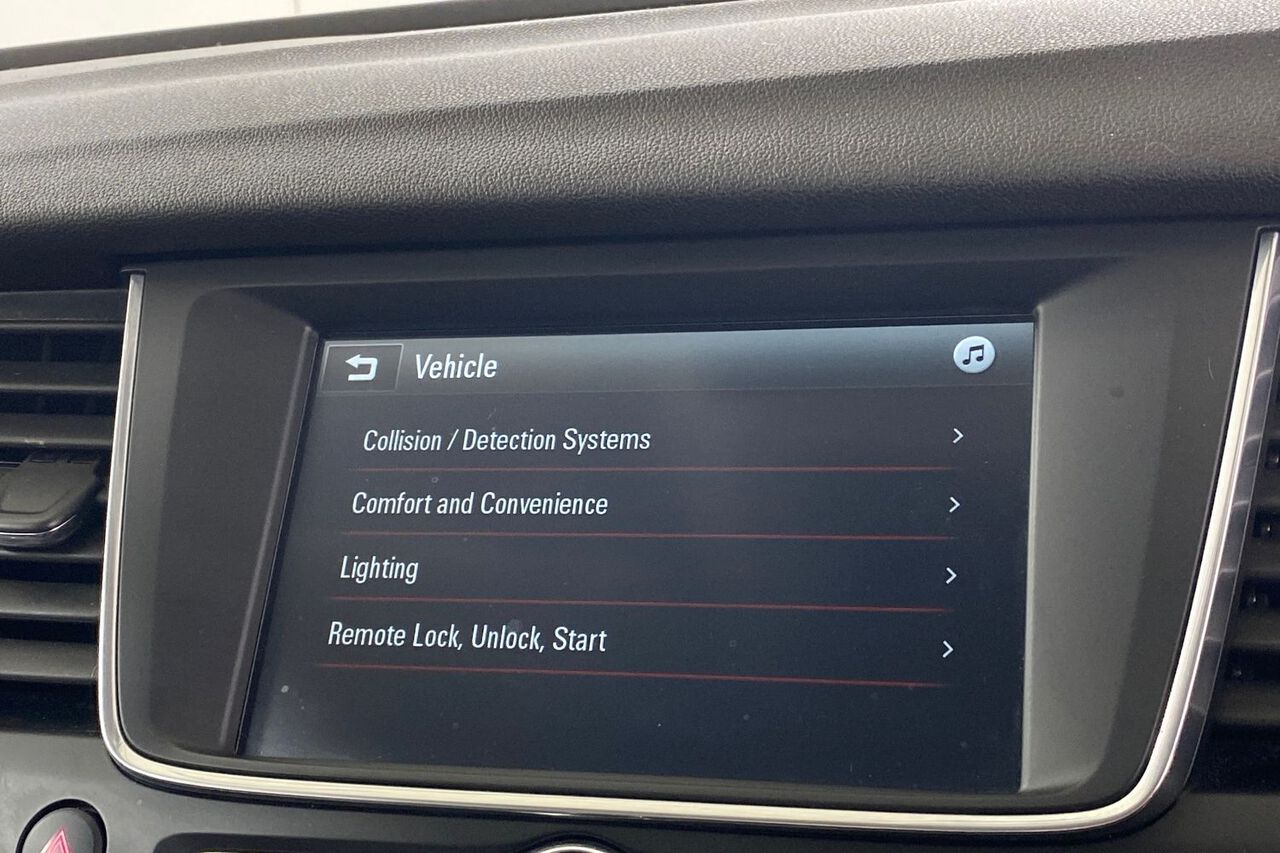 Vehicle
Collision / Detection Systems
Comfort and Convenience
Lighting
Remote Lock, Unlock, Start